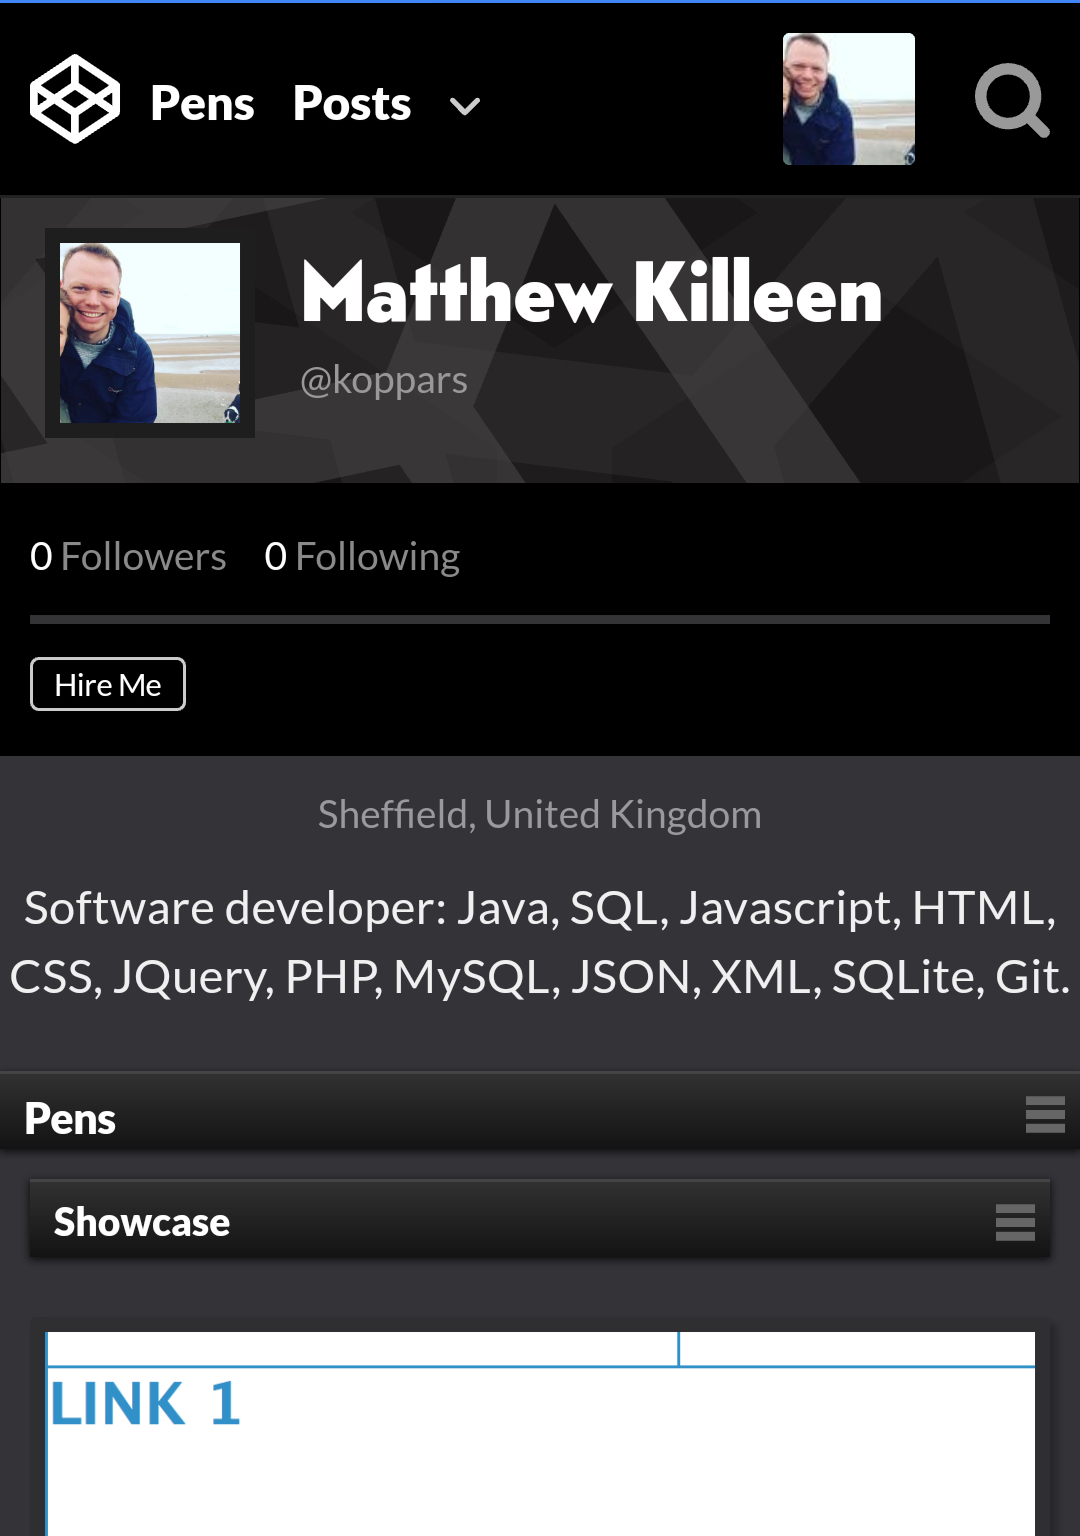 Pens Posts
Matthew Killeen
@koppars
0 Followers 0 Following
Hire Me
Sheffield, United Kingdom
Software developer: Java, SQL, Javascript, HTML,
CSS, JQuery, PHP, MySQL, JSON, XML, SQLite, Git.
Pens
Showcase
LINK 1